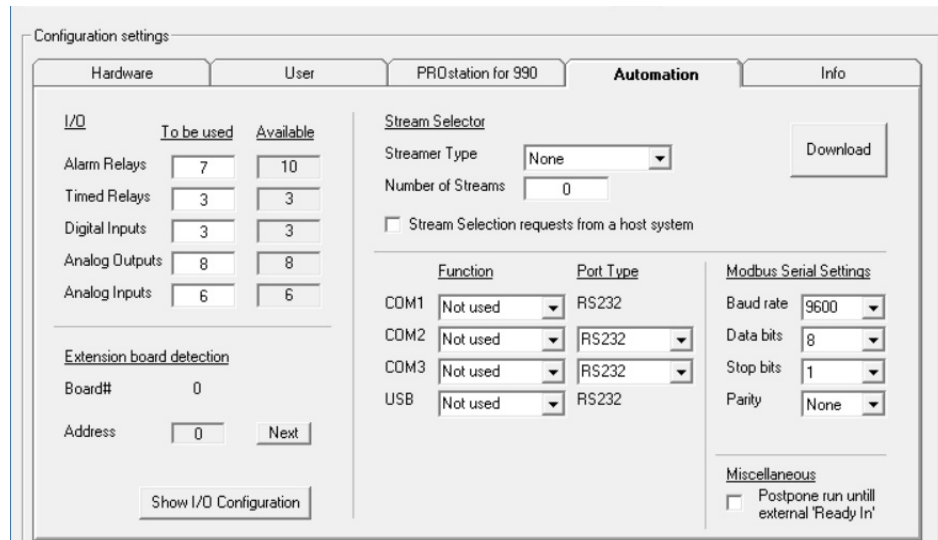 Configuration settings
Hardware User PROstation for 990 Automation Info
I/O
To be used Available
Alarm Relays 7 10
Timed Relays 3 3
Digital Inputs 3 3
Analog Outputs 8 8
Analog Inputs 6 6
Extension board detection
Board# 0
Address 0 Next
Show I/O Configuration
Stream Selector
Streamer Type None
Number of Streams 0
Stream Selection requests from a host system
Download
Function Port Type
COM1 Not used RS232
COM2 Not used RS232
COM3 Not used RS232
USB Not used RS232
Modbus Serial Settings
Baud rate 9600
Data bits 8
Stop bits 1
Parity None
Miscellaneous
Postpone run untill
external 'Ready In'